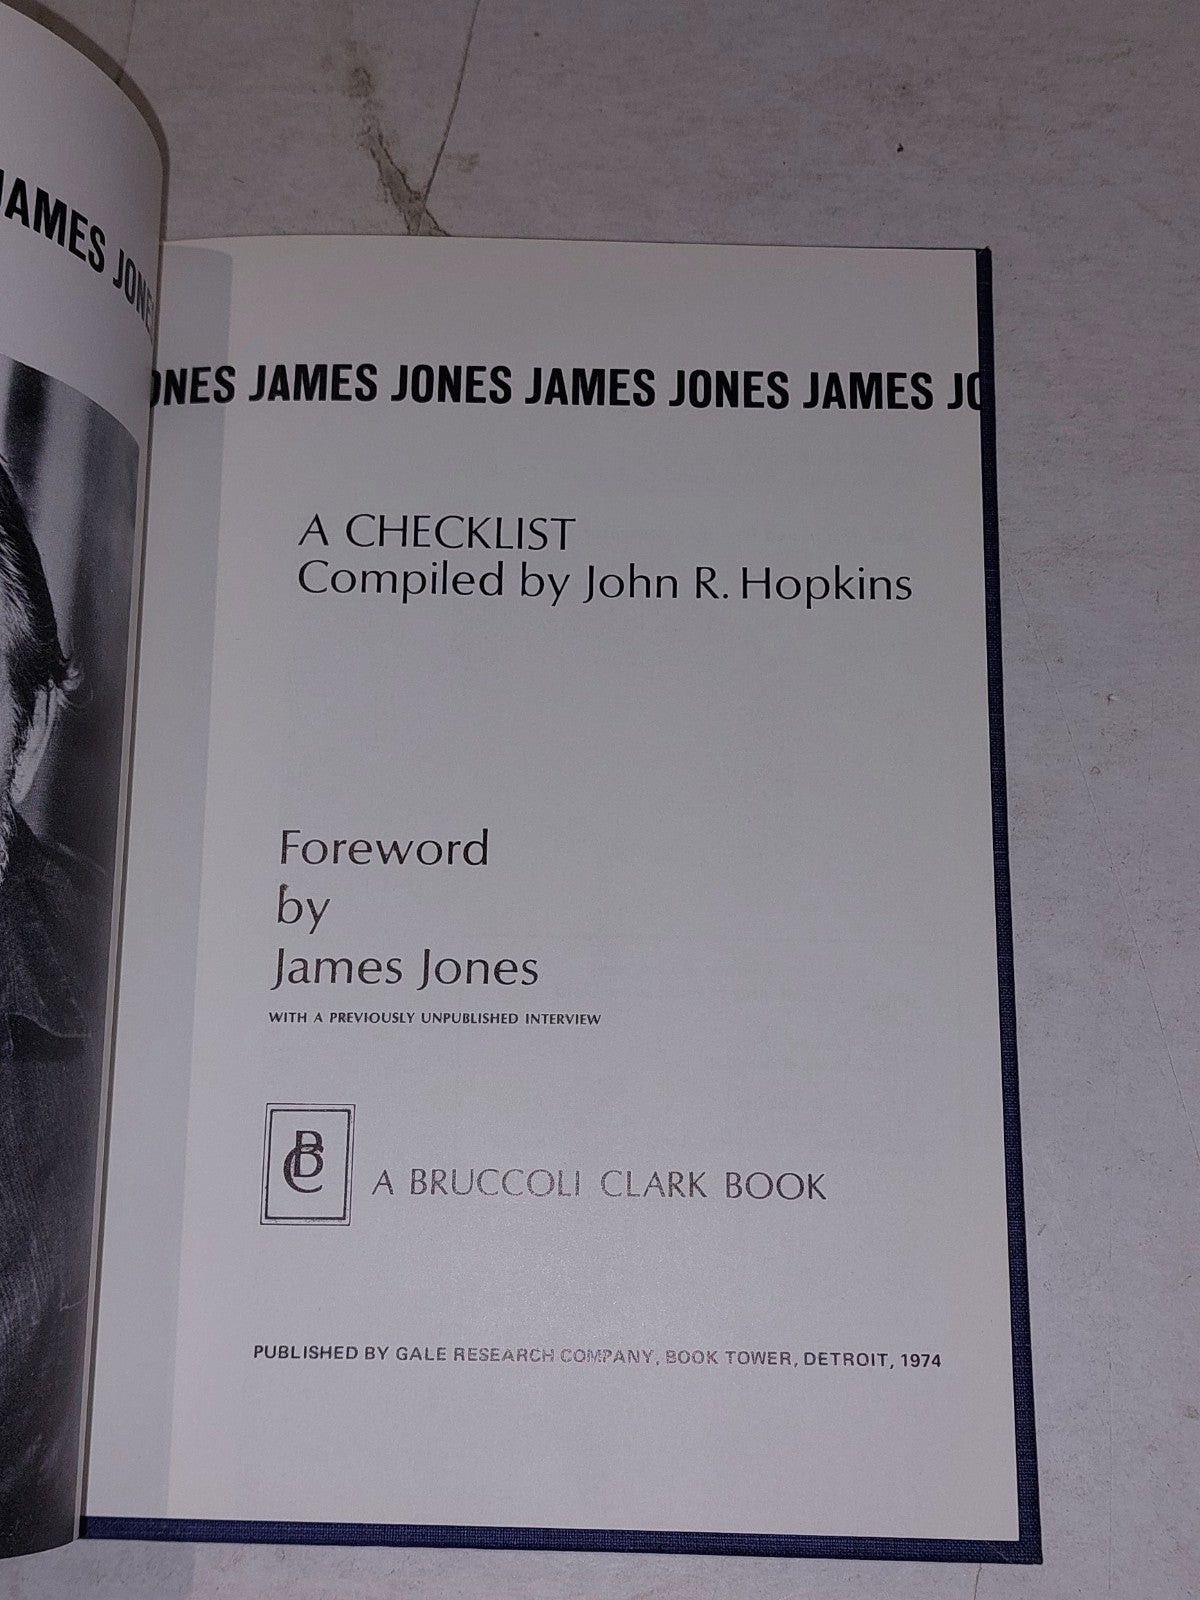 JAMES JONE
ONES JAMES JONES JAMES JONES JAMES JO
A CHECKLIST
Compiled by John R. Hopkins
Foreword
by
James Jones
WITH A PREVIOUSLY UNPUBLISHED INTERVIEW
BC
A BRUCCOLI CLARK BOOK
PUBLISHED BY GALE RESEARCH COMPANY, BOOK TOWER, DETROIT, 1974